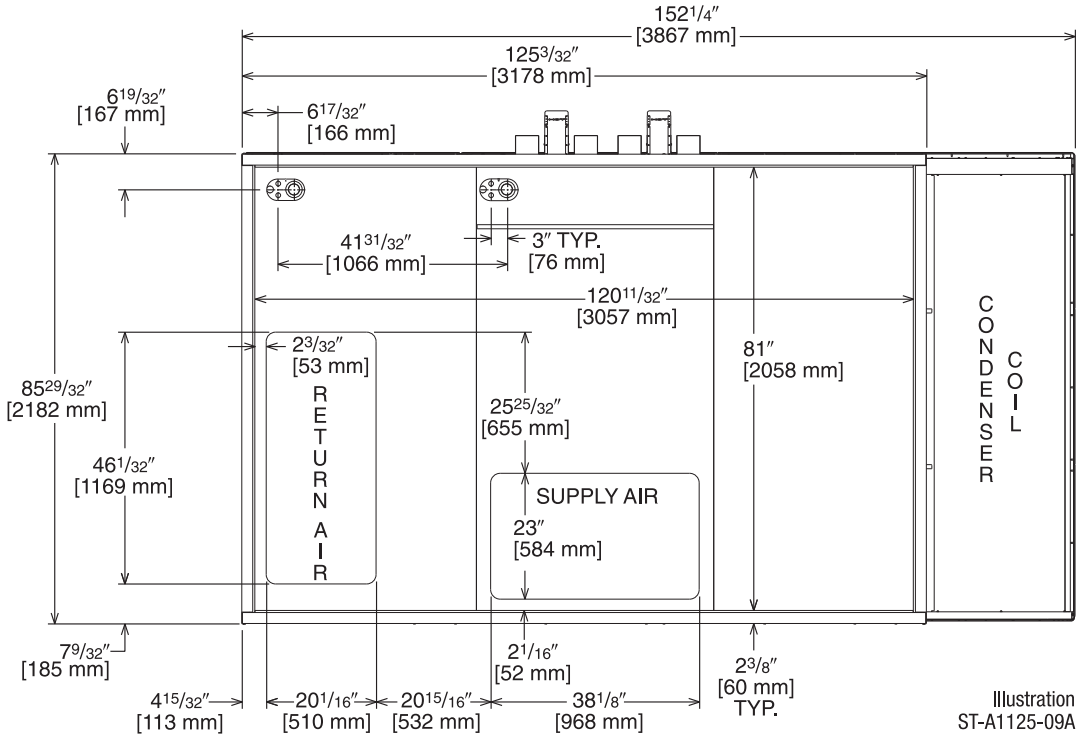 152 1/4″
[3867 mm]
125 3/32″
[3178 mm]
6 19/32″
[167 mm]
6 17/32″
[166 mm]
41 31/32″
[1066 mm]
3″ TYP.
[76 mm]
120 11/32″
[3057 mm]
2 3/32″
[53 mm]
81″
[2058 mm]
85 29/32″
[2182 mm]
25 25/32″
[655 mm]
46 1/32″
[1169 mm]
RETURN AIR
SUPPLY AIR
23″
[584 mm]
CONDENSER
COIL
7 9/32″
[185 mm]
2 1/16″
[52 mm]
2 3/8″
[60 mm]
TYP.
4 15/32″
[113 mm]
20 1/16″
[510 mm]
20 15/16″
[532 mm]
38 1/8″
[968 mm]
Illustration
ST-A1125-09A